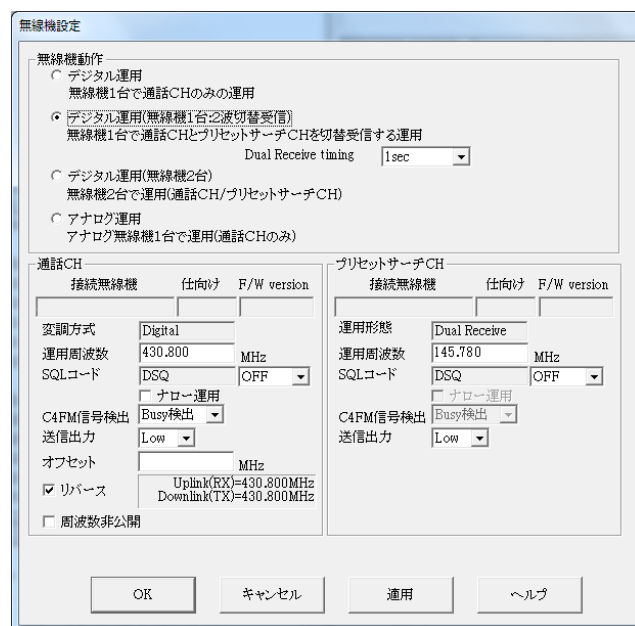 無線機設定
無線機動作
デジタル運用
無線機1台で通話CHのみの運用
デジタル運用(無線機1台:2波切替受信)
無線機1台で通話CHとプリセットサーチCHを切替受信する運用
Dual Receive timing 1sec
デジタル運用(無線機2台)
無線機2台で運用(通話CH/プリセットサーチCH)
アナログ運用
アナログ無線機1台で運用(通話CHのみ)
通話CH
接続無線機 仕向け F/W version
変調方式 Digital
運用周波数 430.800 MHz
SQLコード DSQ OFF
ナロー運用
C4FM信号検出 Busy検出
送信出力 Low
オフセット MHz
リバース Uplink(RX)=430.800MHz
Downlink(TX)=430.800MHz
周波数非公開
プリセットサーチCH
接続無線機 仕向け F/W version
運用形態 Dual Receive
運用周波数 145.780 MHz
SQLコード DSQ OFF
ナロー運用
C4FM信号検出 Busy検出
送信出力 Low
OK キャンセル 適用 ヘルプ